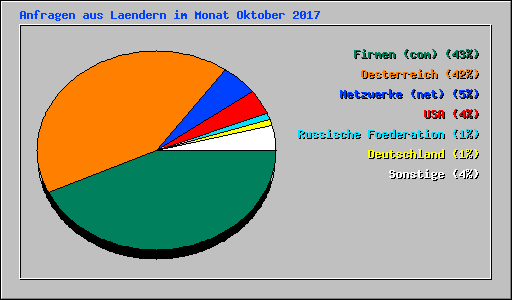 Anfragen aus Laendern im Monat Oktober 2017
Firmen (com) (43%)
Oesterreich (42%)
Netzwerke (net) (5%)
USA (4%)
Russische Foederation (1%)
Deutschland (1%)
Sonstige (4%)